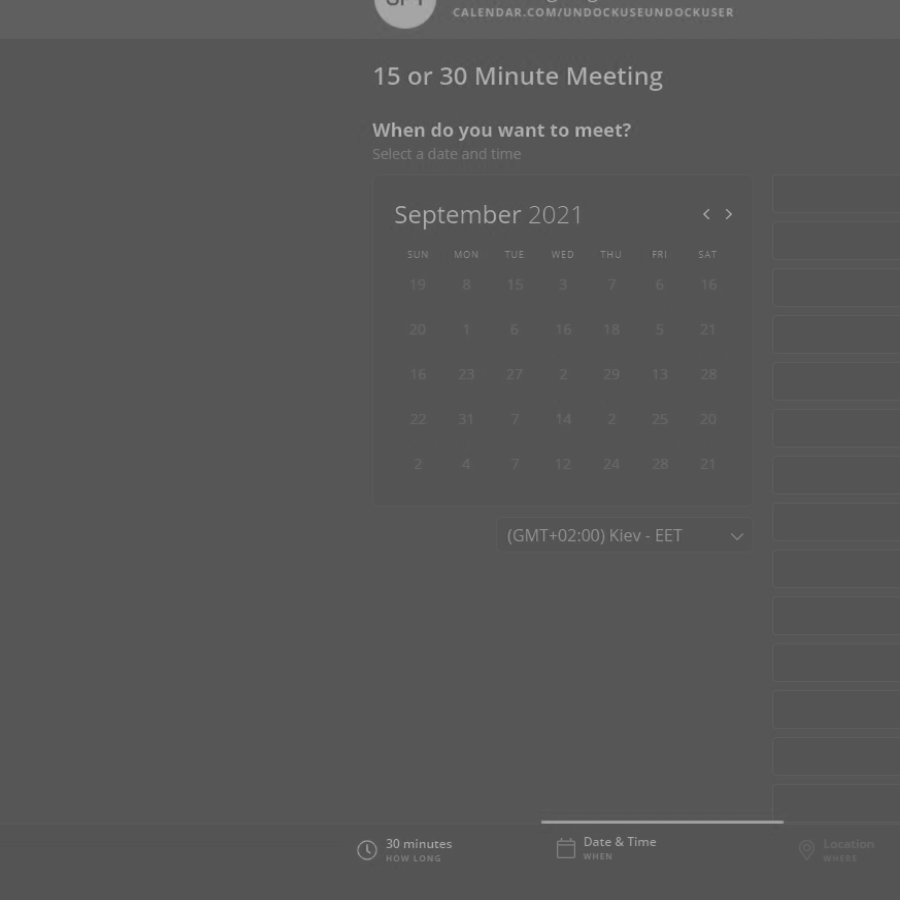 CALENDAR.COM/UNDOCKUSEUNDOCKUSER
15 or 30 Minute Meeting
When do you want to meet?
Select a date and time
September 2021
SUN MON TUE WED THU FRI SAT
19 8 15 3 7 6 16
20 1 6 16 18 5 21
16 23 27 2 29 13 28
22 31 7 14 2 25 20
2 4 7 12 24 28 21
(GMT+02:00) Kiev - EET
30 minutes
HOW LONG
Date & Time
WHEN
Location
WHERE